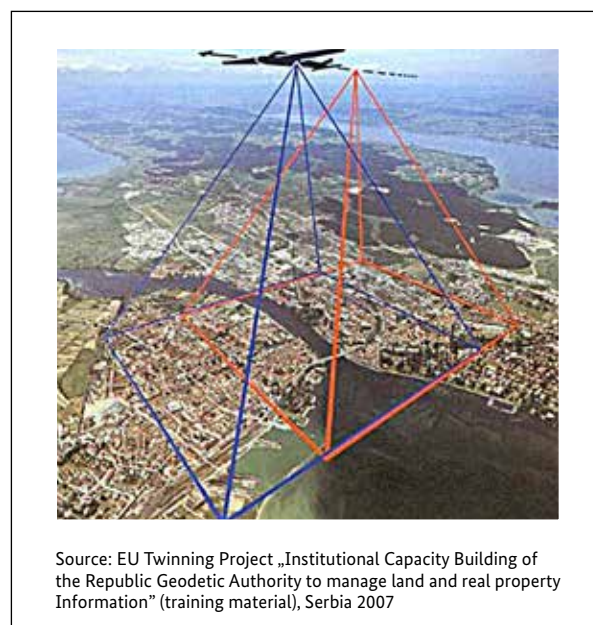 Source: EU Twinning Project „Institutional Capacity Building of
the Republic Geodetic Authority to manage land and real property
Information” (training material), Serbia 2007